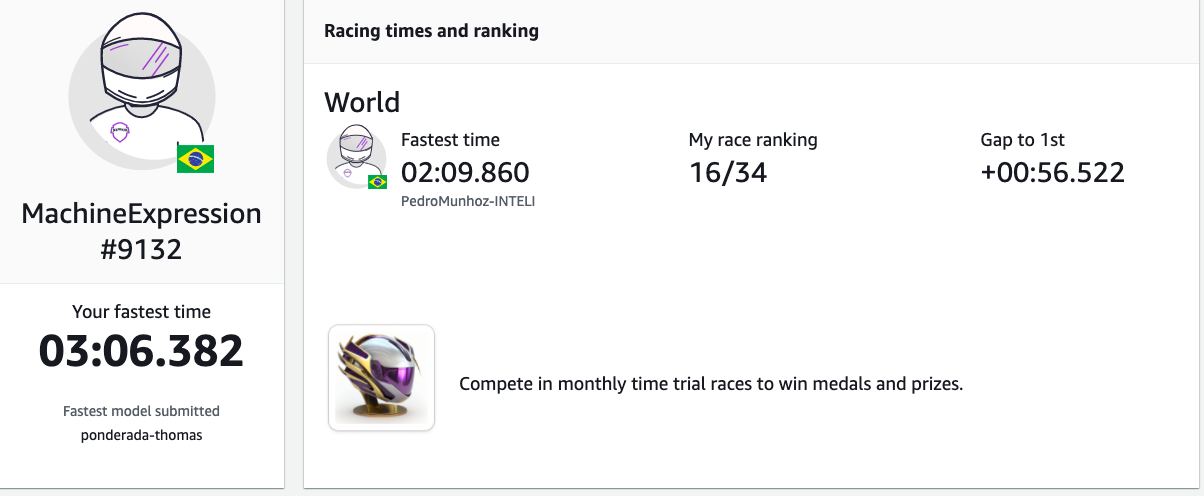 MachineExpression
#9132
Your fastest time
03:06.382
Fastest model submitted
ponderada-thomas
Racing times and ranking
World
Fastest time
02:09.860
PedroMunhoz-INTELI
My race ranking
16/34
Gap to 1st
+00:56.522
Compete in monthly time trial races to win medals and prizes.